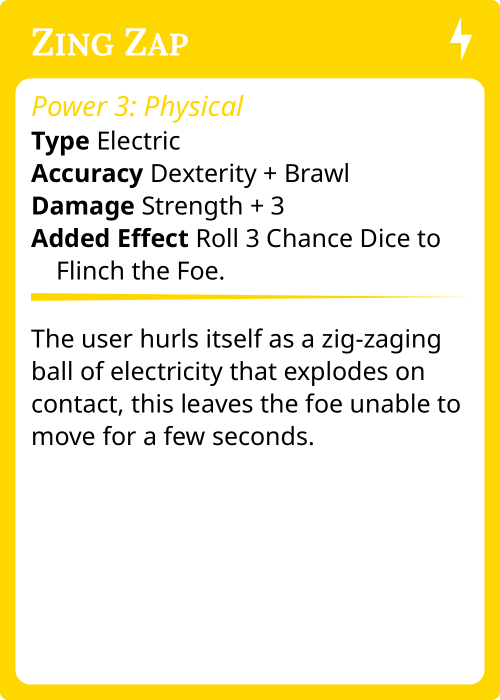 Zing Zap
Power 3: Physical
Type Electric
Accuracy Dexterity + Brawl
Damage Strength + 3
Added Effect Roll 3 Chance Dice to
Flinch the Foe.
The user hurls itself as a zig-zaging
ball of electricity that explodes on
contact, this leaves the foe unable to
move for a few seconds.